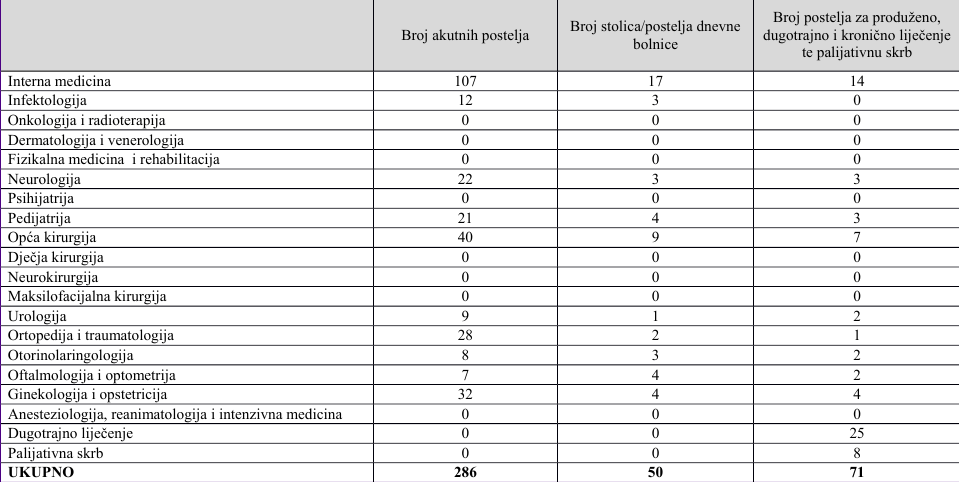 Broj akutnih postelja
Broj stolica/postelja dnevne
bolnice
Broj postelja za produženo,
dugotrajno i kronično liječenje
te palijativnu skrb
Interna medicina 107 17 14
Infektologija 12 3 0
Onkologija i radioterapija 0 0 0
Dermatologija i venerologija 0 0 0
Fizikalna medicina i rehabilitacija 0 0 0
Neurologija 22 3 3
Psihijatrija 0 0 0
Pedijatrija 21 4 3
Opća kirurgija 40 9 7
Dječja kirurgija 0 0 0
Neurokirurgija 0 0 0
Maksilofacijalna kirurgija 0 0 0
Urologija 9 1 2
Ortopedija i traumatologija 28 2 1
Otorinolaringologija 8 3 2
Oftalmologija i optometrija 7 4 2
Ginekologija i opstetricija 32 4 4
Anesteziologija, reanimatologija i intenzivna medicina 0 0 0
Dugotrajno liječenje 0 0 25
Palijativna skrb 0 0 8
UKUPNO 286 50 71